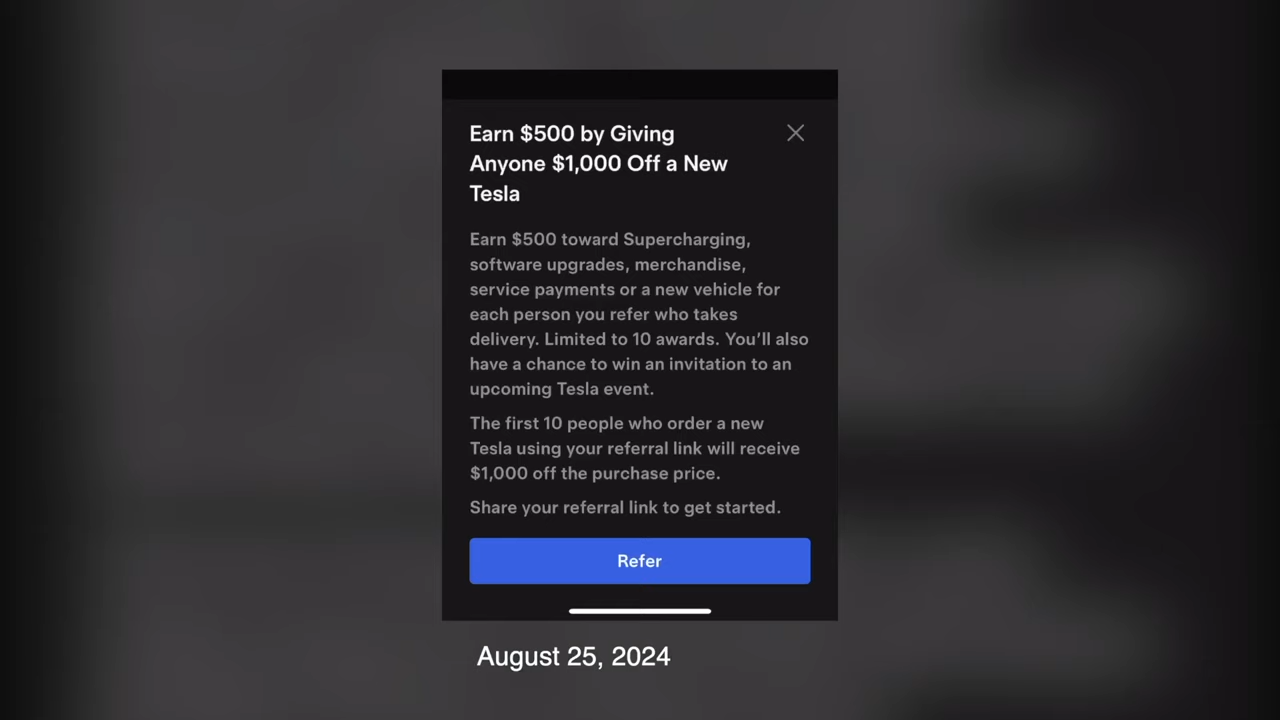 Earn $500 by Giving
Anyone $1,000 Off a New
Tesla
Earn $500 toward Supercharging,
software upgrades, merchandise,
service payments or a new vehicle for
each person you refer who takes
delivery. Limited to 10 awards. You’ll also
have a chance to win an invitation to an
upcoming Tesla event.
The first 10 people who order a new
Tesla using your referral link will receive
$1,000 off the purchase price.
Share your referral link to get started.
Refer
August 25, 2024